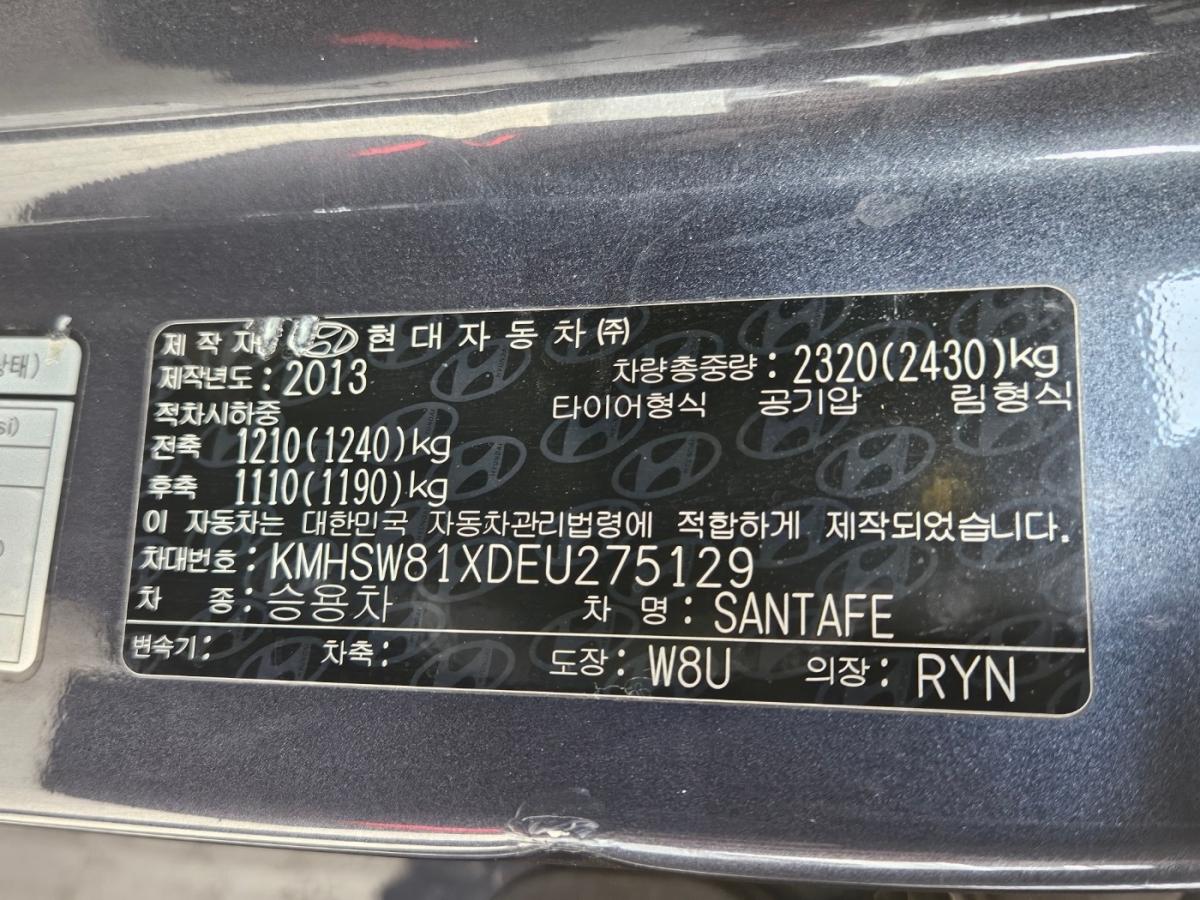 상태)
si)
제 작 자 현 대 자 동 차 ㈜
제작년도 : 2013 차량총중량 : 2320(2430)kg
적차시하중 타이어형식 공기압 림형식
전축 1210(1240)kg
후축 1110(1190)kg
이 자동차는 대한민국 자동차관리법령에 적합하게 제작되었습니다.
차대번호 : KMHSW81XDEU275129
차 종 : 승용차 차 명 : SANTAFE
변속기 : 차축 : 도장 : W8U 의장 : RYN